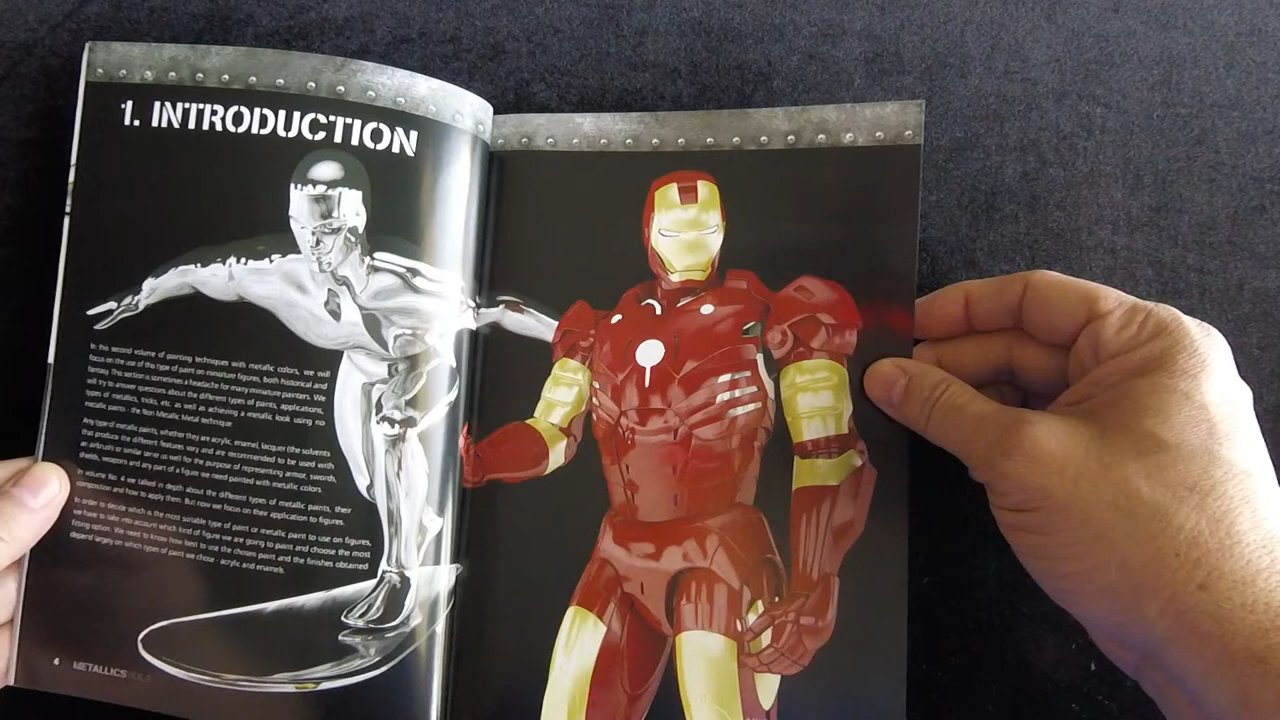 1. INTRODUCTION
In this second volume of painting techniques with metallic colors, we will
focus on the use of this type of paint on miniature figures, both historical and
fantasy. This section is sometimes a headache for many miniature painters. We
will try to answer questions about the different types of paints, applications,
types of metallics, tricks, etc. as well as achieving a metallic look using no
metallic paints - the Non Metallic Metal technique.
Any type of metallic paints, whether they are acrylic, enamel, lacquer (the solvents
that produce the different features vary and are recommended to be used with
an airbrush) or similar serve us well for the purpose of representing armor, swords,
shields, weapons and any part of a figure we need painted with metallic colors.
In volume No. 4 we talked in depth about the different types of metallic paints, their
composition and how to apply them. But now we focus on their application to figures.
In order to decide which is the most suitable type of paint or metallic paint to use on figures,
we have to take into account which kind of figure we are going to paint and choose the most
fitting option. We need to know how best to use the chosen paint and the finishes obtained
depend largely on which types of paint we chose - acrylic and enamels.
4 METALLICS